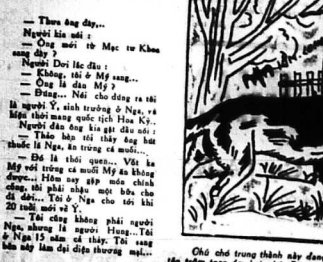 — Thưa ông đây...
Người kia nói :
— Ông mới từ Mạc tư Khoa
sang đây ?
Người Dơi lắc đầu :
— Không, tôi ở Mỹ sang...
— Ông là dân Mỹ ?
— Đúng... Nói cho đúng ra tôi
là người Ý, sinh trưởng ở Nga, và
hiện thời mang quốc tịch Hoa Kỳ...
Người đàn ông kia gật đầu nói :
— Thảo nào tôi thấy ông hút
thuốc lá Nga, ăn trứng cá muối...
— Đó là thói quen... Vốt ka
Mỹ với trứng cá muối Mỹ ăn không
được... Hôm nay gặp món chính
cống, tôi phải nhậu một bữa cho
đã đời... Tôi ở Nga cho tới khi
20 tuổi mới về Ý.
— Tôi cũng không phải người
Nga, nhưng là người Hung... Tôi
ở Nga 15 năm cả thảy. Tôi sang
bên này làm đại diện thương mại...
Chú chó trung thành này đang